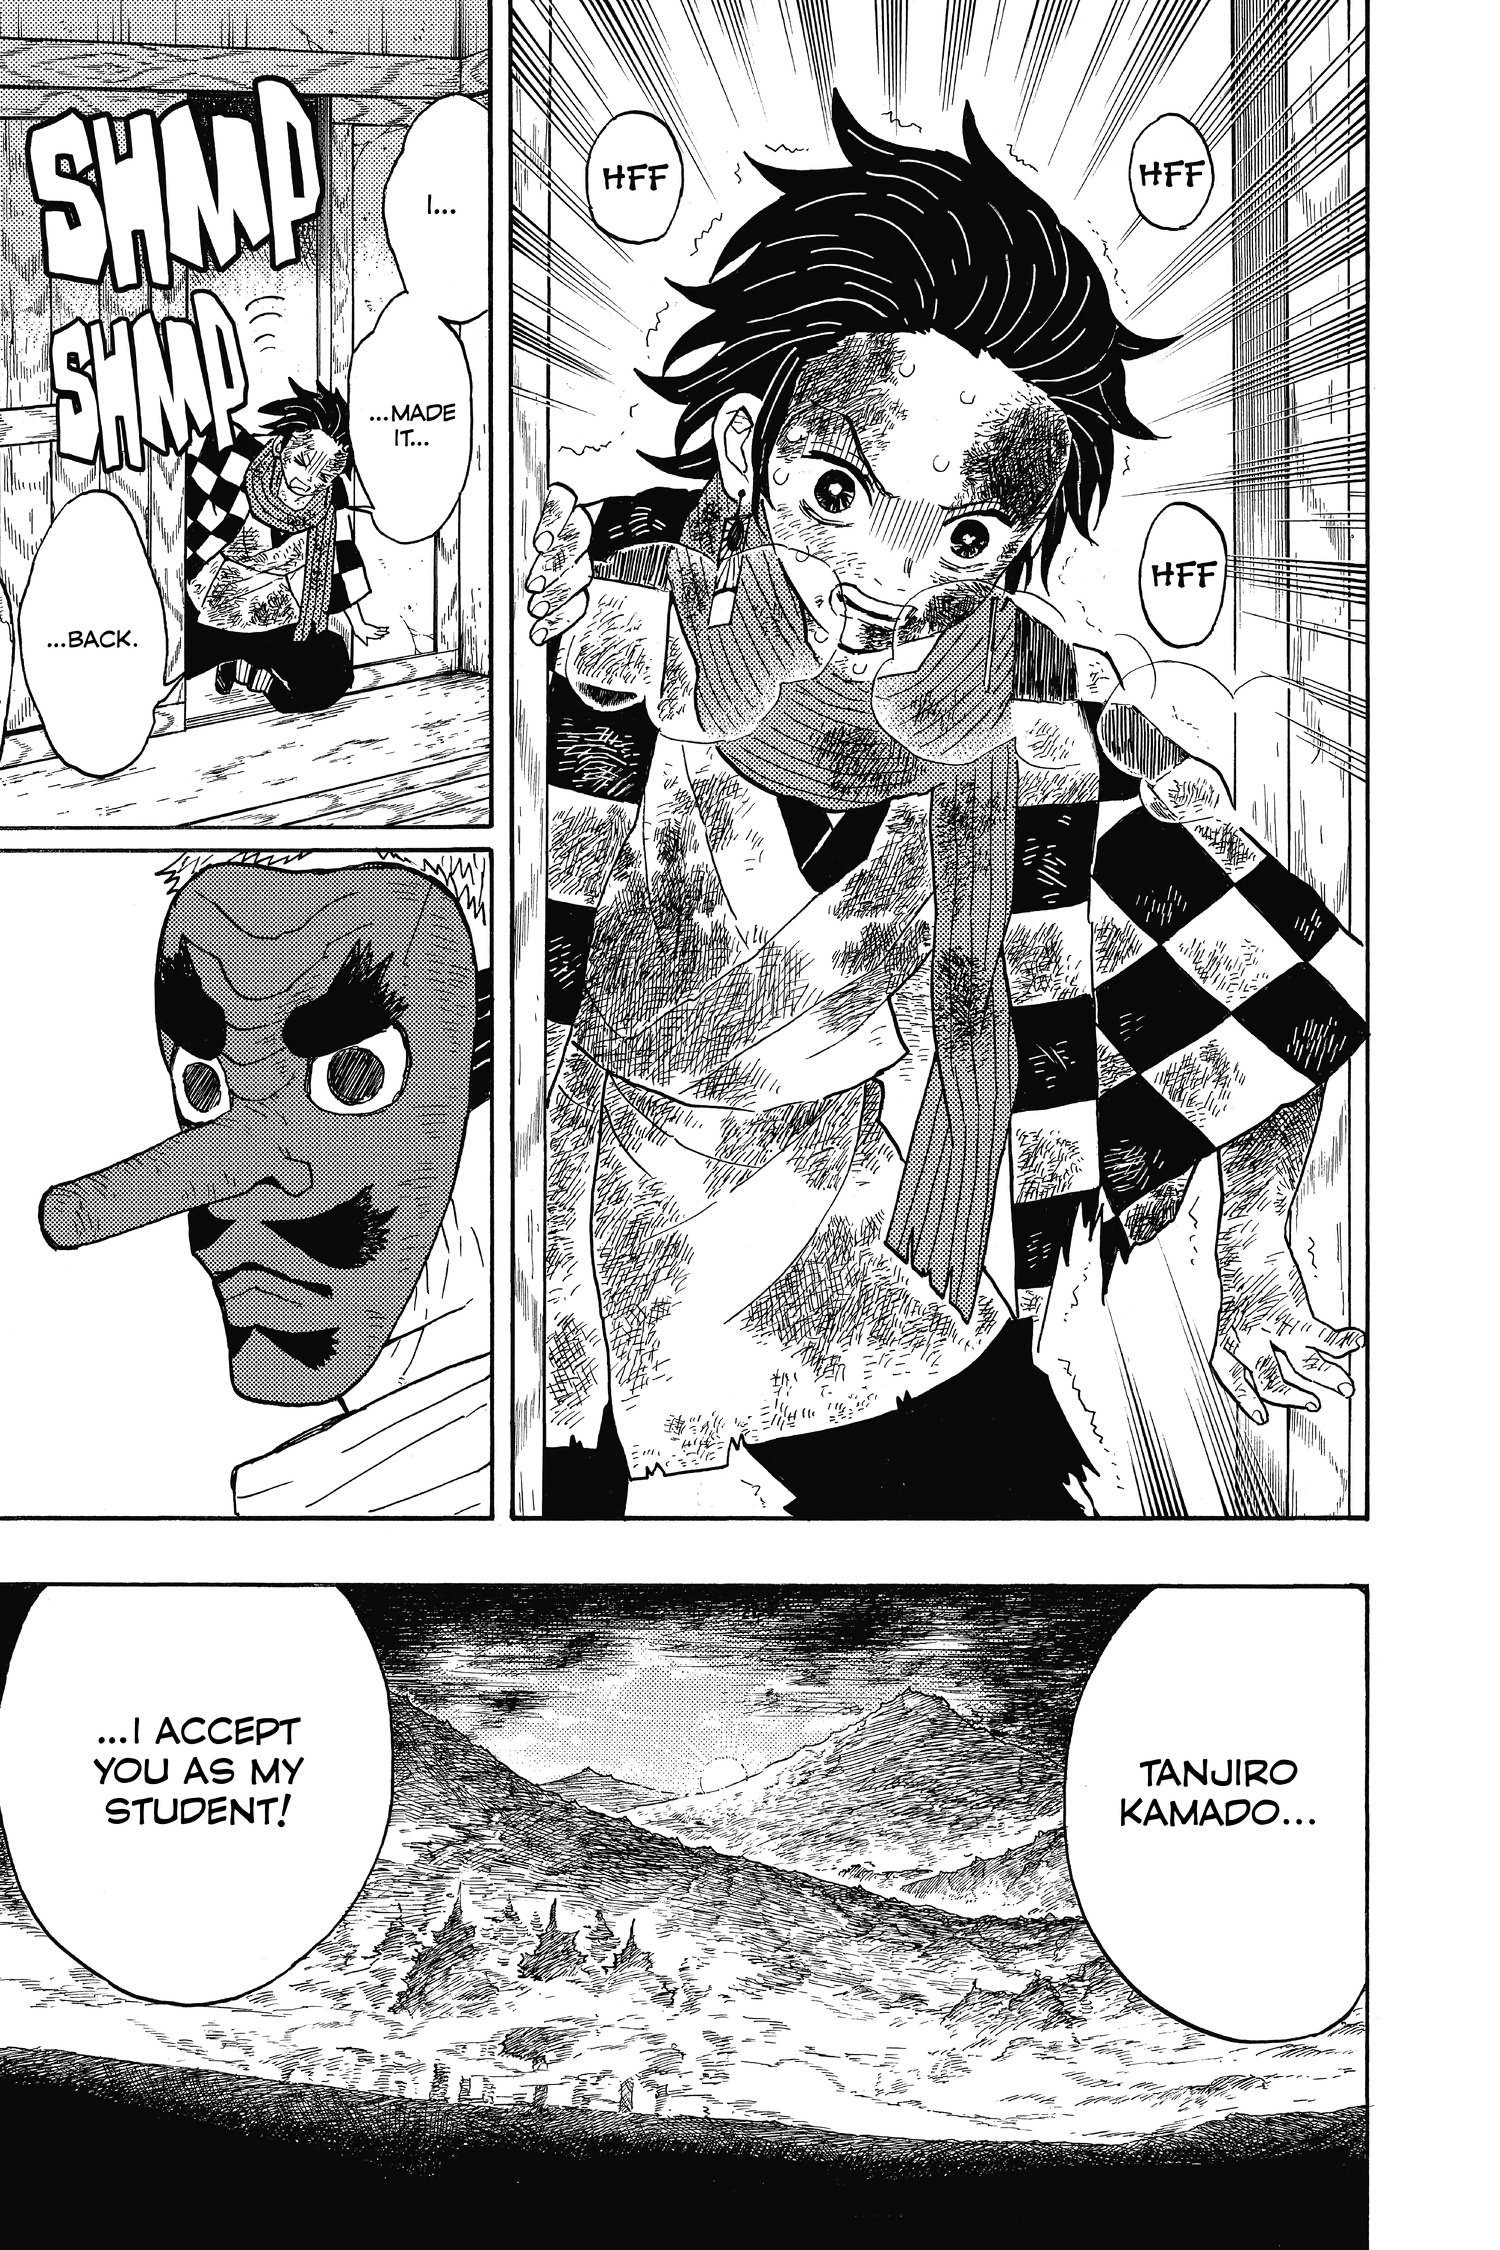 HFF
HFF
HFF
I...
...MADE
IT...
SHMP
SHMP
...BACK.
TANJIRO
KAMADO...
...I ACCEPT
YOU AS MY
STUDENT!